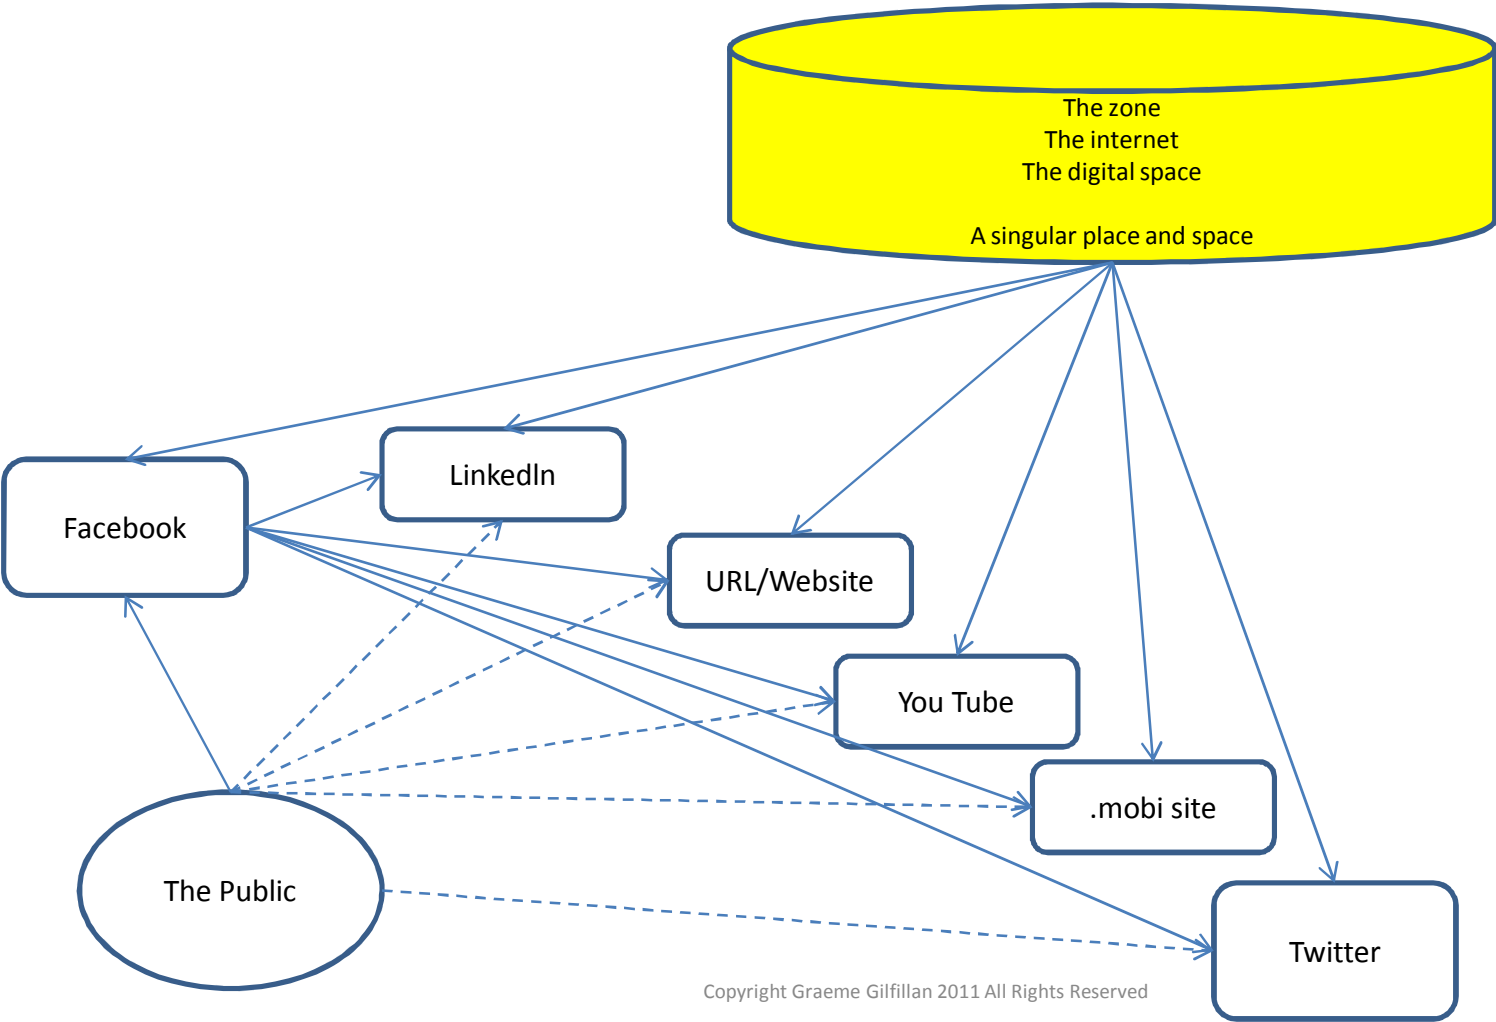 The zone
The internet
The digital space
A singular place and space
LinkedIn
Facebook
URL/Website
You Tube
.mobi site
The Public
Twitter
Copyright Graeme Gilfillan 2011 All Rights Reserved